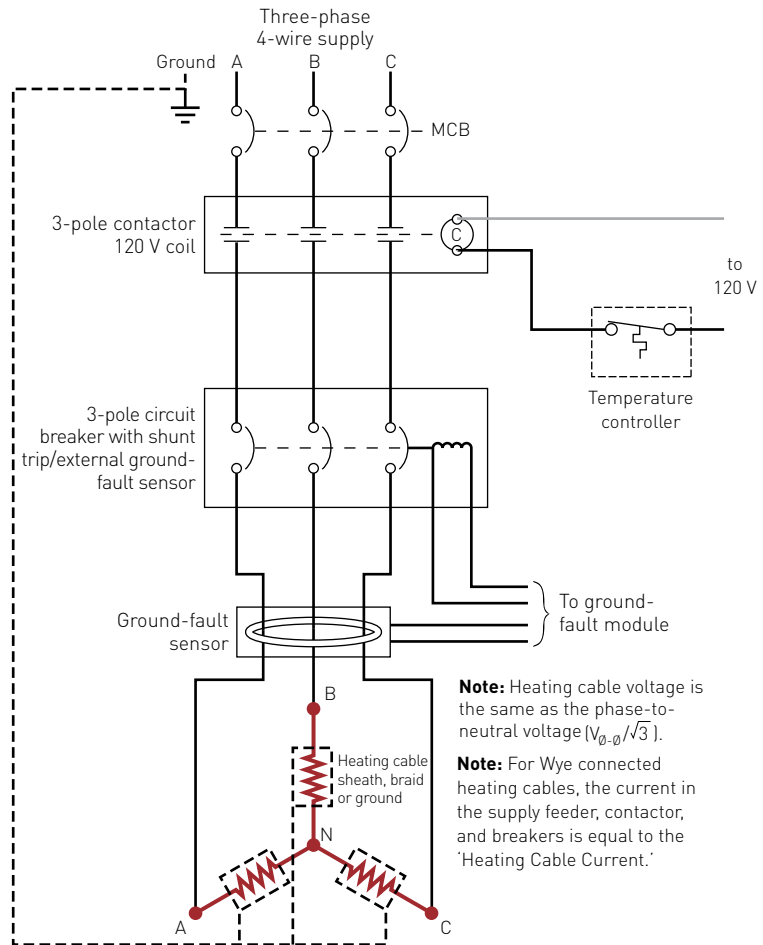 Three-phase
4-wire supply
Ground
A
B
C
MCB
3-pole contactor
120 V coil
C
to
120 V
Temperature
controller
3-pole circuit
breaker with shunt
trip/external ground-
fault sensor
Ground-fault
sensor
To ground-
fault module
B
Heating cable
sheath, braid
or ground
N
A
C
Note: Heating cable voltage is
the same as the phase-to-
neutral voltage (Vø-ø/√3 ).
Note: For Wye connected
heating cables, the current in
the supply feeder, contactor,
and breakers is equal to the
‘Heating Cable Current.’